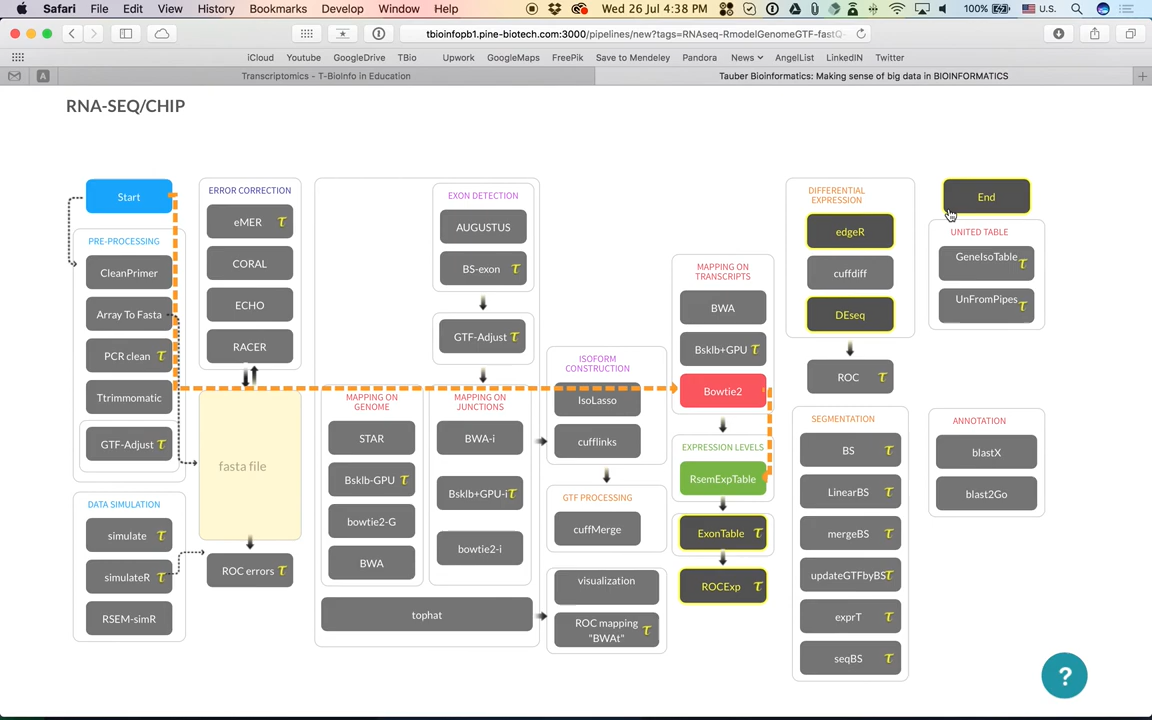 Safari File Edit View History Bookmarks Develop Window Help Wed 26 Jul 4:38 PM 100% U.S.
tbioinfopb1.pine-biotech.com:3000/pipelines/new?tags=RNAseq-RmodelGenomeGTF-fastQ-
iCloud Youtube GoogleDrive TBio Upwork GoogleMaps FreePik Save to Mendeley Pandora News AngelList LinkedIN Twitter
A Transcriptomics - T-BioInfo in Education Tauber Bioinformatics: Making sense of big data in BIOINFORMATICS
RNA-SEQ/CHIP
Start
PRE-PROCESSING
CleanPrimer
Array To Fasta
PCR clean τ
Ttrimmomatic
GTF-Adjust τ
DATA SIMULATION
simulate τ
simulateR τ
RSEM-simR
ERROR CORRECTION
eMER τ
CORAL
ECHO
RACER
fasta file
ROC errors τ
EXON DETECTION
AUGUSTUS
BS-exon τ
GTF-Adjust τ
MAPPING ON
GENOME
STAR
Bsklb-GPU τ
bowtie2-G
BWA
MAPPING ON
JUNCTIONS
BWA-i
Bsklb+GPU-i τ
bowtie2-i
tophat
ISOFORM
CONSTRUCTION
IsoLasso
cufflinks
GTF PROCESSING
cuffMerge
visualization
ROC mapping
"BWAt" τ
MAPPING ON
TRANSCRIPTS
BWA
Bsklb+GPU τ
Bowtie2
EXPRESSION LEVELS
RsemExpTable
ExonTable τ
ROCExp τ
DIFFERENTIAL
EXPRESSION
edgeR
cuffdiff
DEseq
ROC τ
SEGMENTATION
BS τ
LinearBS τ
mergeBS τ
updateGTFbyBS τ
exprT τ
seqBS τ
End
UNITED TABLE
GeneIsoTable τ
UnFromPipes τ
ANNOTATION
blastX
blast2Go
?